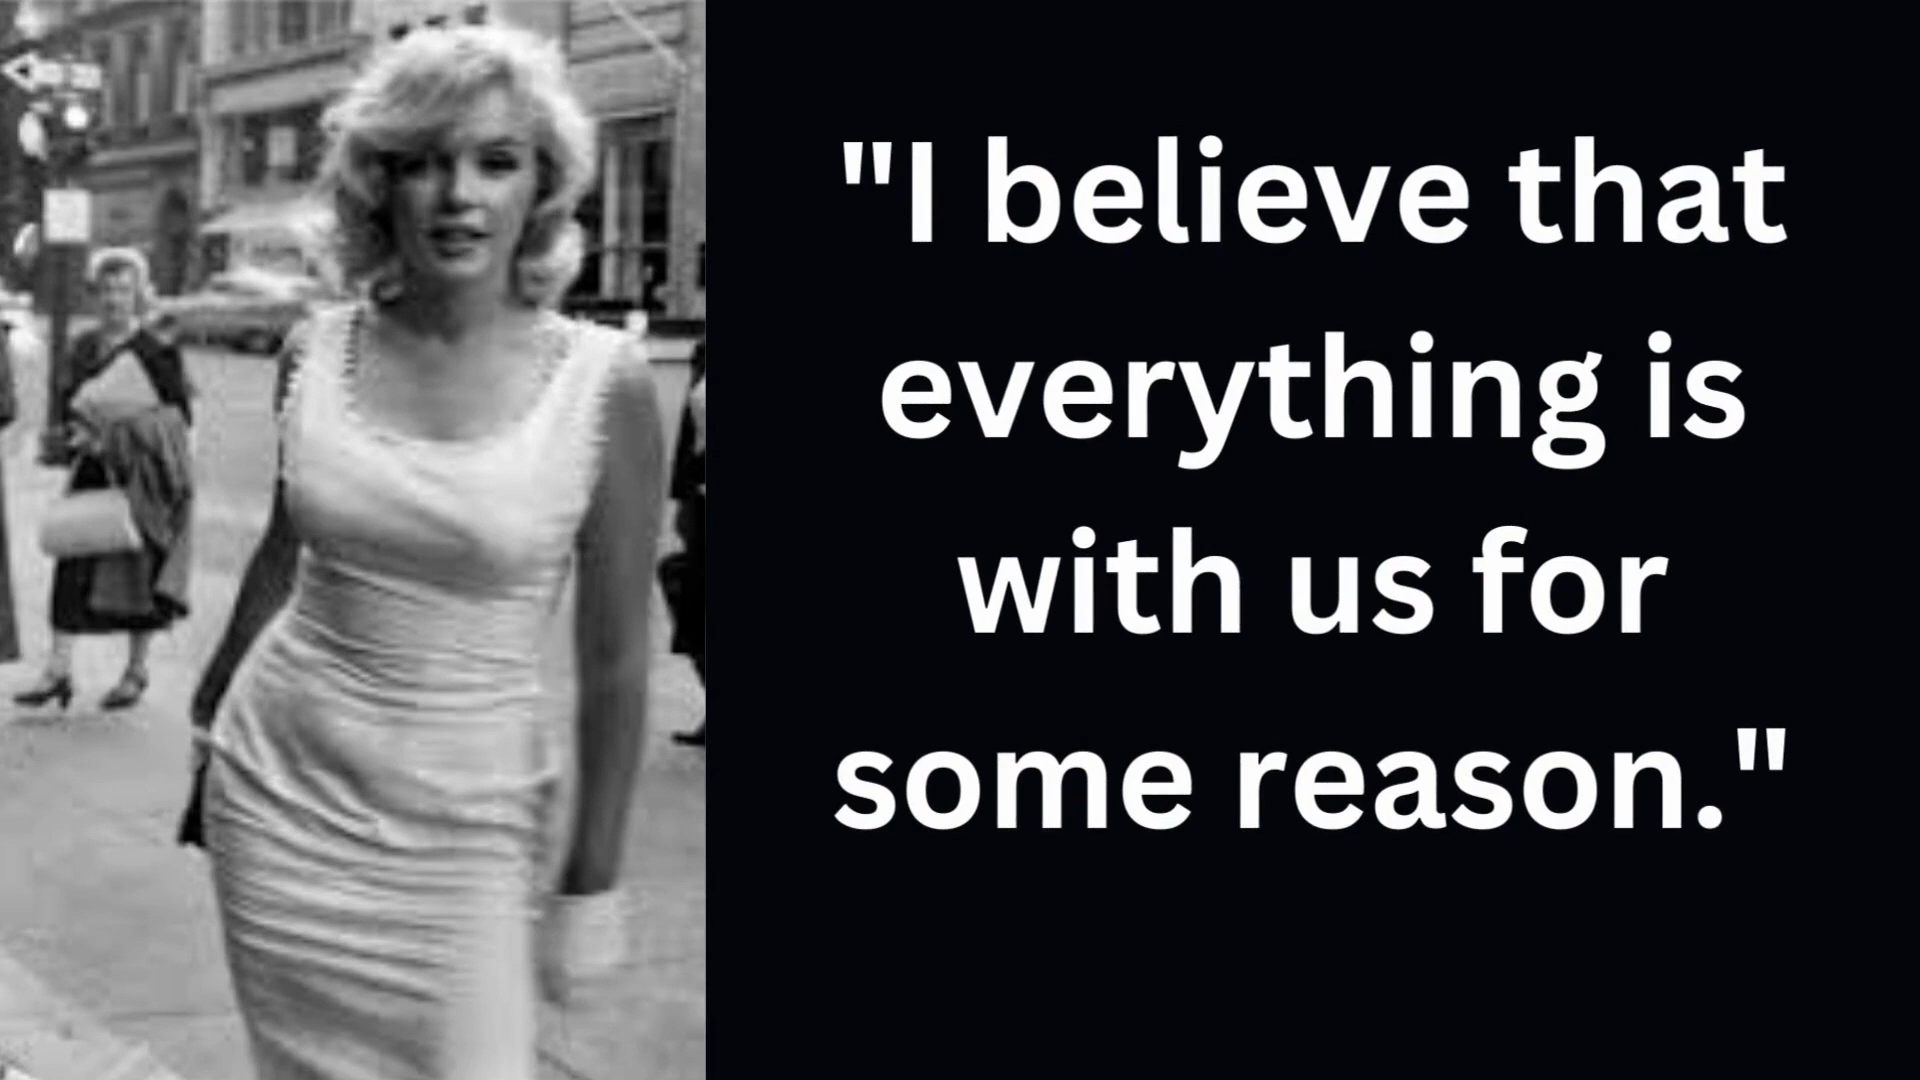 "I believe that
everything is
with us for
some reason."